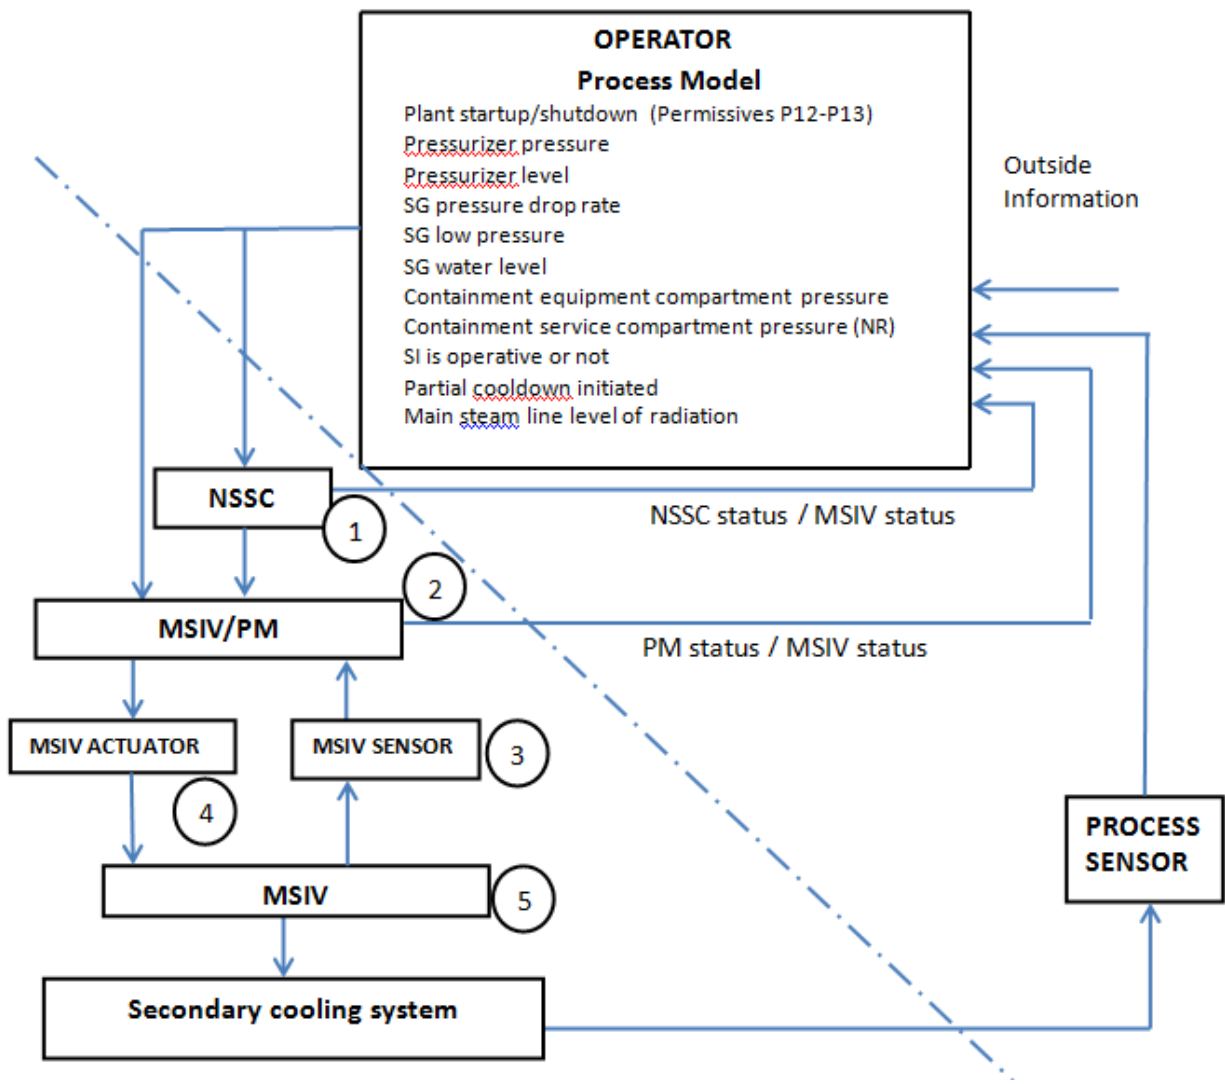 OPERATOR
Process Model
Plant startup/shutdown (Permissives P12-P13)
Pressurizer pressure
Pressurizer level
SG pressure drop rate
SG low pressure
SG water level
Containment equipment compartment pressure
Containment service compartment pressure (NR)
SI is operative or not
Partial cooldown initiated
Main steam line level of radiation
Outside
Information
NSSC
1
NSSC status / MSIV status
2
MSIV/PM
PM status / MSIV status
MSIV ACTUATOR
MSIV SENSOR
3
4
PROCESS
SENSOR
MSIV
5
Secondary cooling system